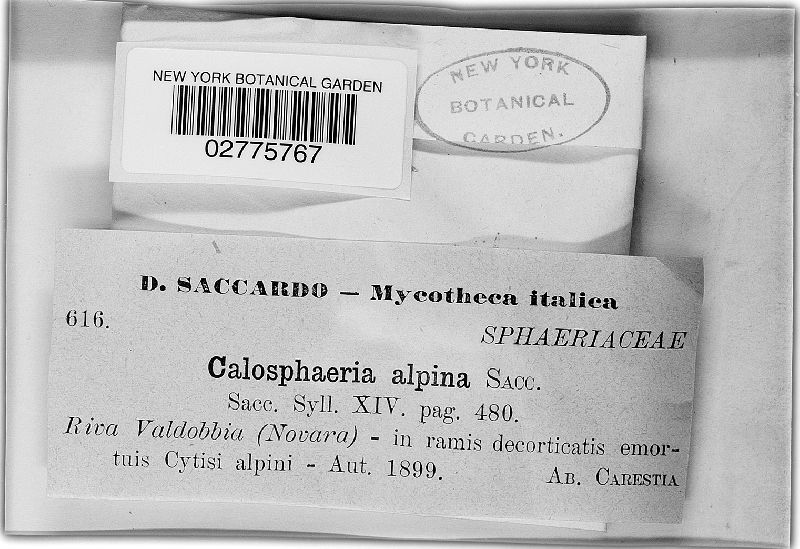 NEW YORK BOTANICAL GARDEN
02775767
NEW YORK
BOTANICAL
GARDEN.
D. SACCARDO — Mycotheca italica
616.
SPHAERIACEAE
Calosphaeria alpina SACC.
Sacc. Syll. XIV. pag. 480.
Riva Valdobbia (Novara) - in ramis decorticatis emor-
tuis Cytisi alpini - Aut. 1899.
AB. CARESTIA